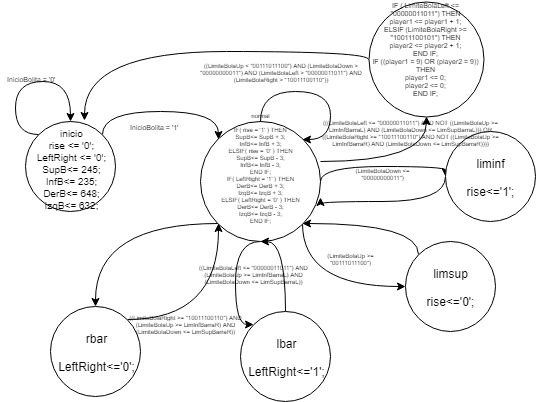 IF ( LimiteBolaLeft <=
"00000011011") THEN
player1 <= player1 + 1;
ELSIF (LimiteBolaRight >=
"10011100101") THEN
player2 <= player2 + 1;
END IF;
IF ((player1 = 9) OR (player2 = 9))
THEN
player1 <= 0;
player2 <= 0;
END IF;
((LimiteBolaUp < "00111011100") AND (LimiteBolaDown >
"00000000011") AND (LimiteBolaLeft > "00000011011") AND
(LimiteBolaRight > "10011100110"))
InicioBolita = '0'
InicioBolita = '1'
inicio
rise <= '0';
LeftRight <= '0';
SupB<= 245;
InfB<= 235;
DerB<= 648;
IzqB<= 632;
normal
IF( rise = '1' ) THEN
SupB<= SupB + 3;
InfB<= InfB + 3;
ELSIF( rise = '0' ) THEN
SupB<= SupB - 3;
InfB<= InfB - 3;
END IF;
IF( LeftRight = '1' ) THEN
DerB<= DerB + 3;
IzqB<= IzqB + 3;
ELSIF( LeftRight = '0' ) THEN
DerB<= DerB - 3;
IzqB<= IzqB - 3;
END IF;
(((LimiteBolaLeft <= "00000011011") AND NOT ((LimiteBolaUp >=
LimInfBarraL) AND (LimiteBolaDown <= LimSupBarraL))) OR
((LimiteBolaRight >= "10011100110") AND NOT ((LimiteBolaUp >=
LimInfBarraR) AND (LimiteBolaDown <= LimSupBarraR))))
(LimiteBolaDown <=
"00000000011")
liminf
rise<='1';
(LimiteBolaUp >=
"00111011100")
limsup
rise<='0';
((LimiteBolaLeft <= "00000011011") AND
(LimiteBolaUp >= LimInfBarraL) AND
(LimiteBolaDown <= LimSupBarraL))
((LimiteBolaRight >= "10011100110") AND
(LimiteBolaUp >= LimInfBarraR) AND
(LimiteBolaDown <= LimSupBarraR))
rbar
LeftRight<='0';
lbar
LeftRight<='1';